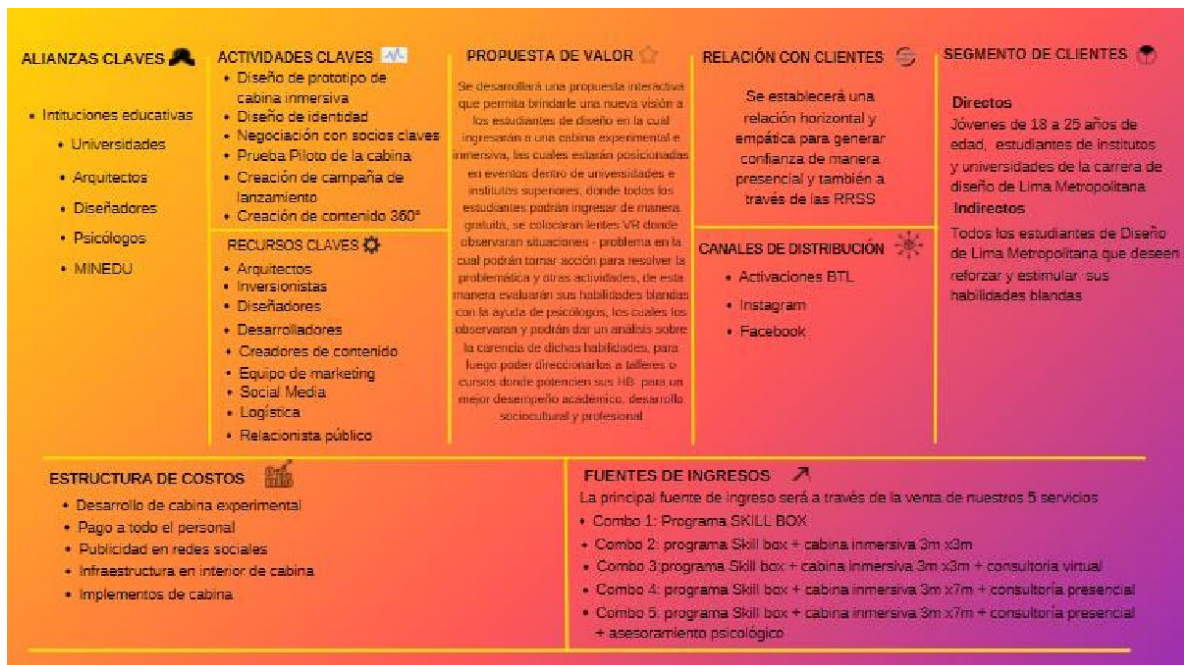 ALIANZAS CLAVES
• Intituciones educativas
• Universidades
• Arquitectos
• Diseñadores
• Psicólogos
• MINEDU
ACTIVIDADES CLAVES
• Diseño de prototipo de
cabina inmersiva
• Diseño de identidad
• Negociación con socios claves
• Prueba Piloto de la cabina
• Creación de campaña de
lanzamiento
• Creación de contenido 360°
RECURSOS CLAVES
• Arquitectos
• Inversionistas
• Diseñadores
• Desarrolladores
• Creadores de contenido
• Equipo de marketing
• Social Media
• Logística
• Relacionista público
PROPUESTA DE VALOR
Se desarrollará una propuesta interactiva
que permita brindarle una nueva visión a
los estudiantes de diseño en la cual
ingresarán a una cabina experimental e
inmersiva, las cuales estarán posicionadas
en eventos dentro de universidades e
institutos superiores, donde todos los
estudiantes podrán ingresar de manera
gratuita, se colocaran lentes VR donde
observaran situaciones - problema en la
cual podrán tomar acción para resolver la
problemática y otras actividades, de esta
manera evaluarán sus habilidades blandas
con la ayuda de psicólogos, los cuales los
observaran y podrán dar un análisis sobre
la carencia de dichas habilidades, para
luego poder direccionarlos a talleres o
cursos donde potencien sus HB para un
mejor desempeño académico, desarrollo
sociocultural y profesional
RELACIÓN CON CLIENTES
Se establecerá una
relación horizontal y
empática para generar
confianza de manera
presencial y también a
través de las RRSS
CANALES DE DISTRIBUCIÓN
• Activaciones BTL
• Instagram
• Facebook
SEGMENTO DE CLIENTES
Directos
Jóvenes de 18 a 25 años de
edad, estudiantes de institutos
y universidades de la carrera de
diseño de Lima Metropolitana
Indirectos
Todos los estudiantes de Diseño
de Lima Metropolitana que deseen
reforzar y estimular sus
habilidades blandas
ESTRUCTURA DE COSTOS
• Desarrollo de cabina experimental
• Pago a todo el personal
• Publicidad en redes sociales
• Infraestructura en interior de cabina
• Implementos de cabina
FUENTES DE INGRESOS
La principal fuente de ingreso será a través de la venta de nuestros 5 servicios
• Combo 1: Programa SKILL BOX
• Combo 2: programa Skill box + cabina inmersiva 3m x3m
• Combo 3:programa Skill box + cabina inmersiva 3m x3m + consultoria virtual
• Combo 4: programa Skill box + cabina inmersiva 3m x7m + consultoría presencial
• Combo 5: programa Skill box + cabina inmersiva 3m x7m + consultoría presencial
+ asesoramiento psicológico